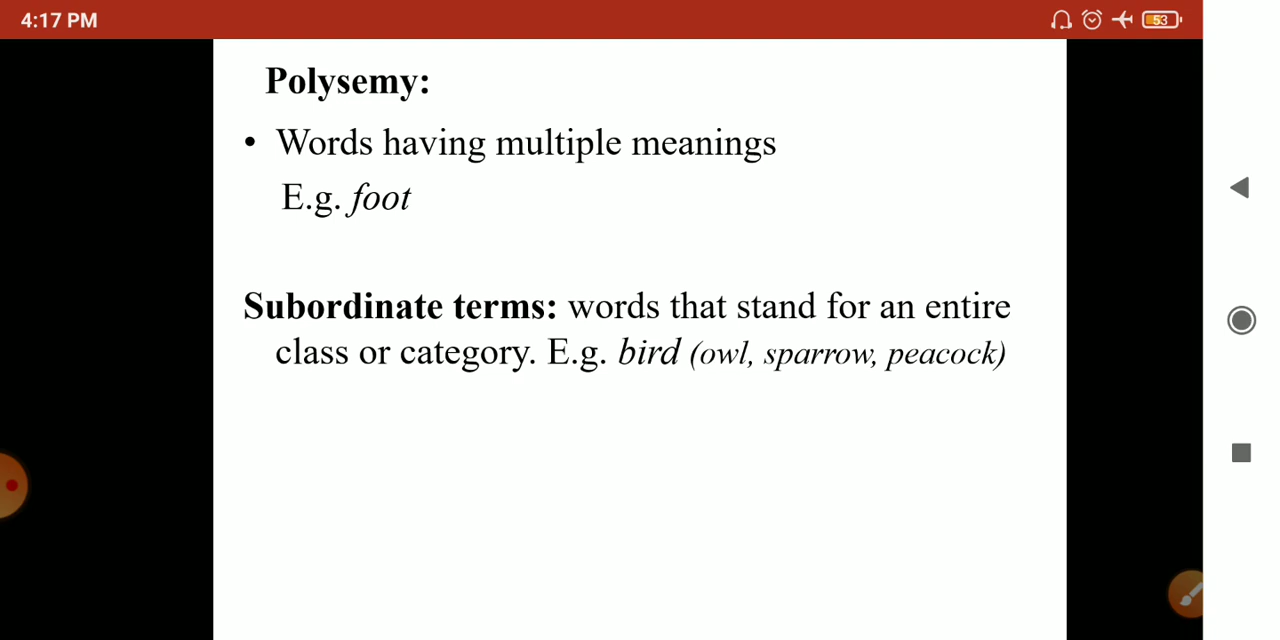 4:17 PM
53
Polysemy:
• Words having multiple meanings
E.g. foot
Subordinate terms: words that stand for an entire
class or category. E.g. bird (owl, sparrow, peacock)